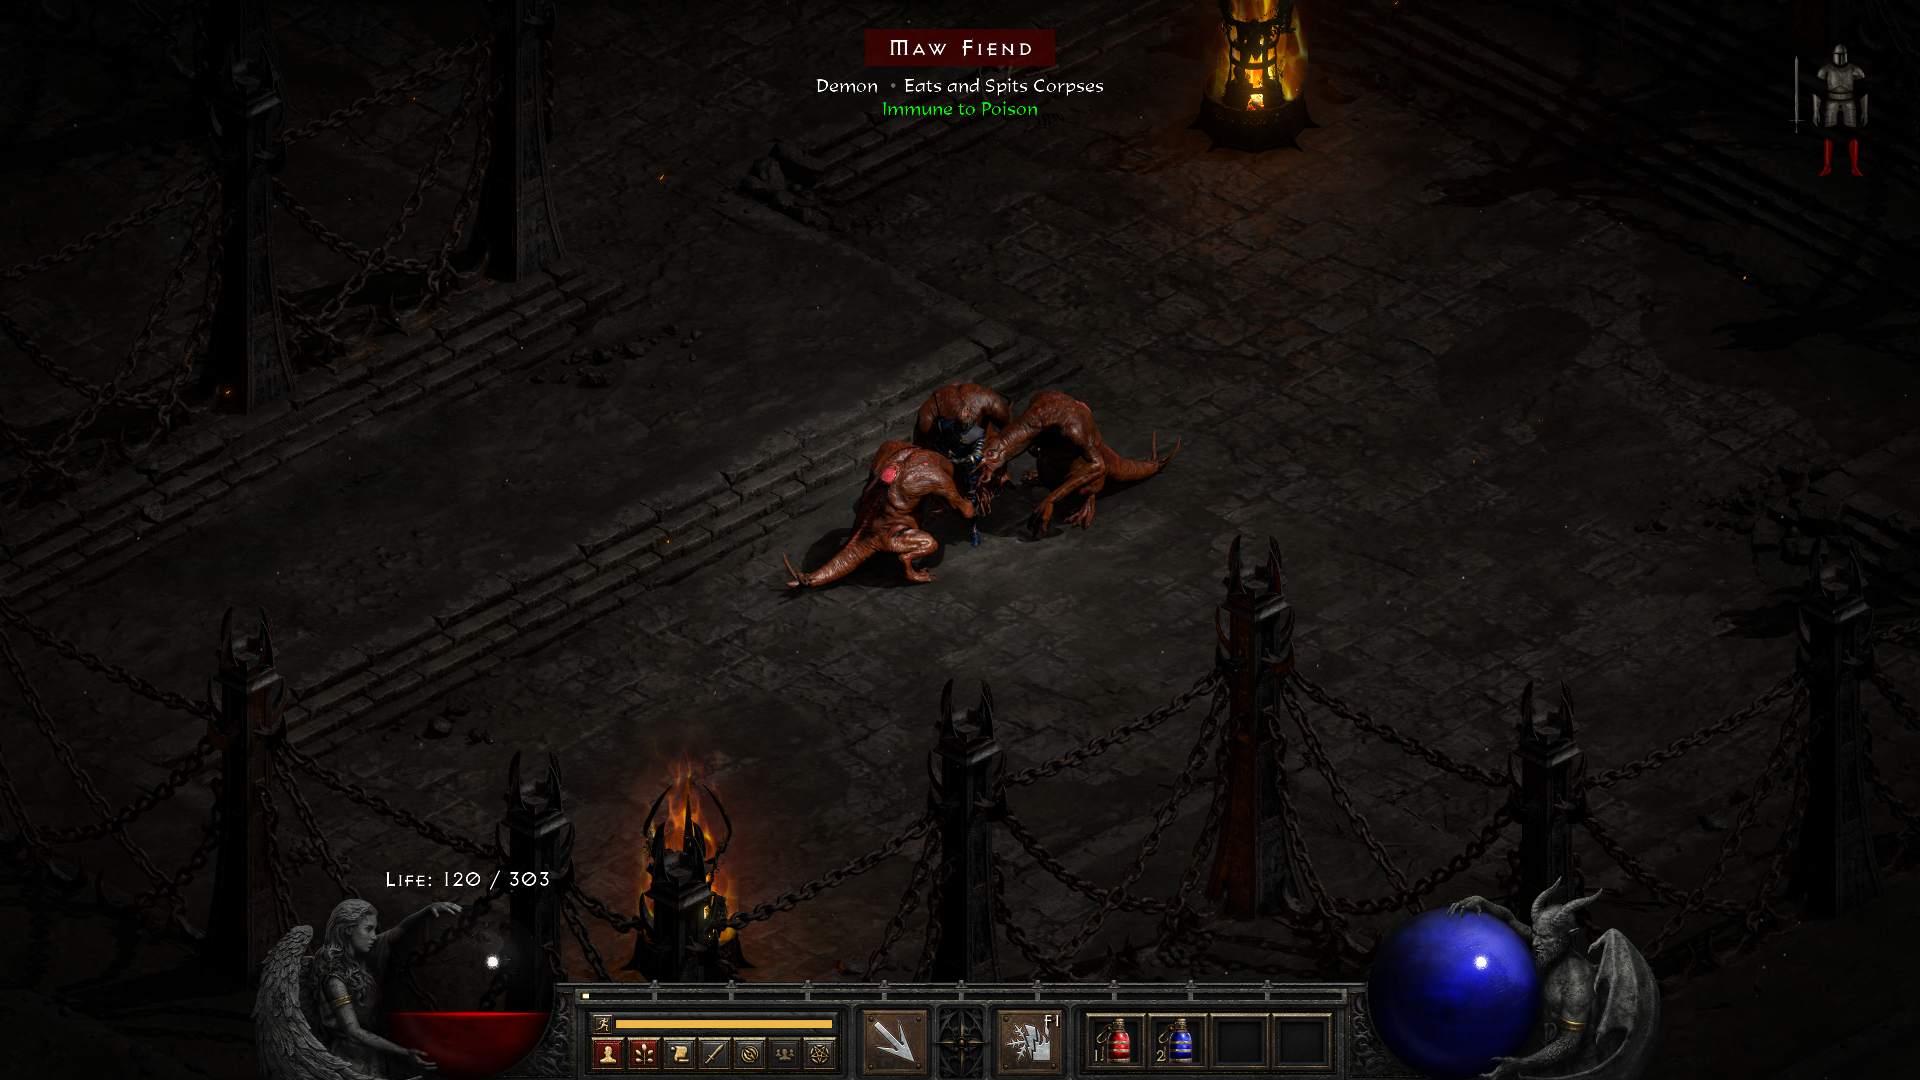 Maw Fiend
Demon • Eats and Spits Corpses
Immune to Poison
Life: 120 / 303
F1
1
2